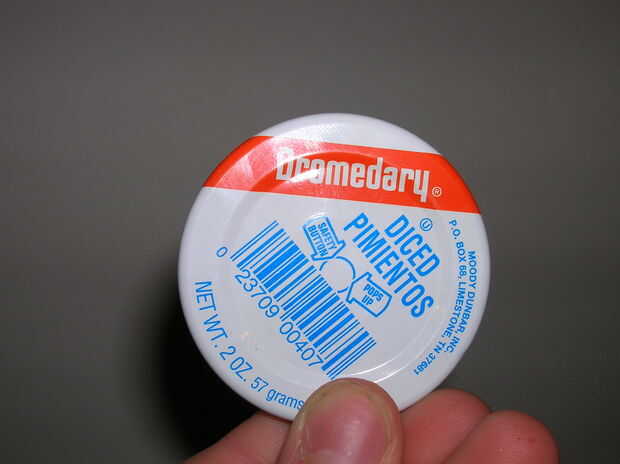 Dromedary®
DICED
PIMIENTOS
SAFETY
BUTTON
POPS
UP
U
MOODY DUNBAR, INC.
P.O. BOX 68, LIMESTONE, TN 37681
0 23709 00407
NET WT. 2 OZ. 57 grams